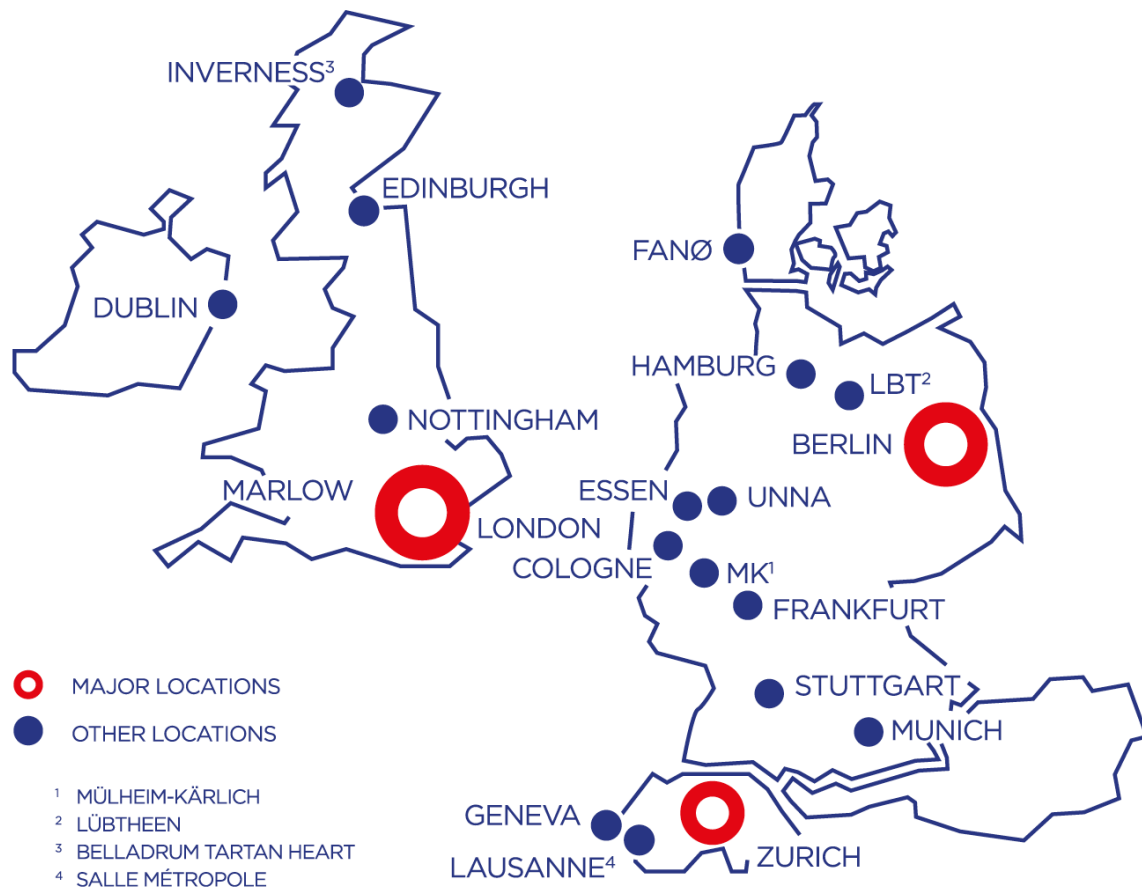 INVERNESS³
EDINBURGH
DUBLIN
FANØ
HAMBURG
LBT²
NOTTINGHAM
BERLIN
MARLOW
ESSEN
UNNA
LONDON
COLOGNE
MK¹
FRANKFURT
STUTTGART
MUNICH
GENEVA
LAUSANNE⁴
ZURICH
MAJOR LOCATIONS
OTHER LOCATIONS
¹ MÜLHEIM-KÄRLICH
² LÜBTHEEN
³ BELLADRUM TARTAN HEART
⁴ SALLE MÉTROPOLE